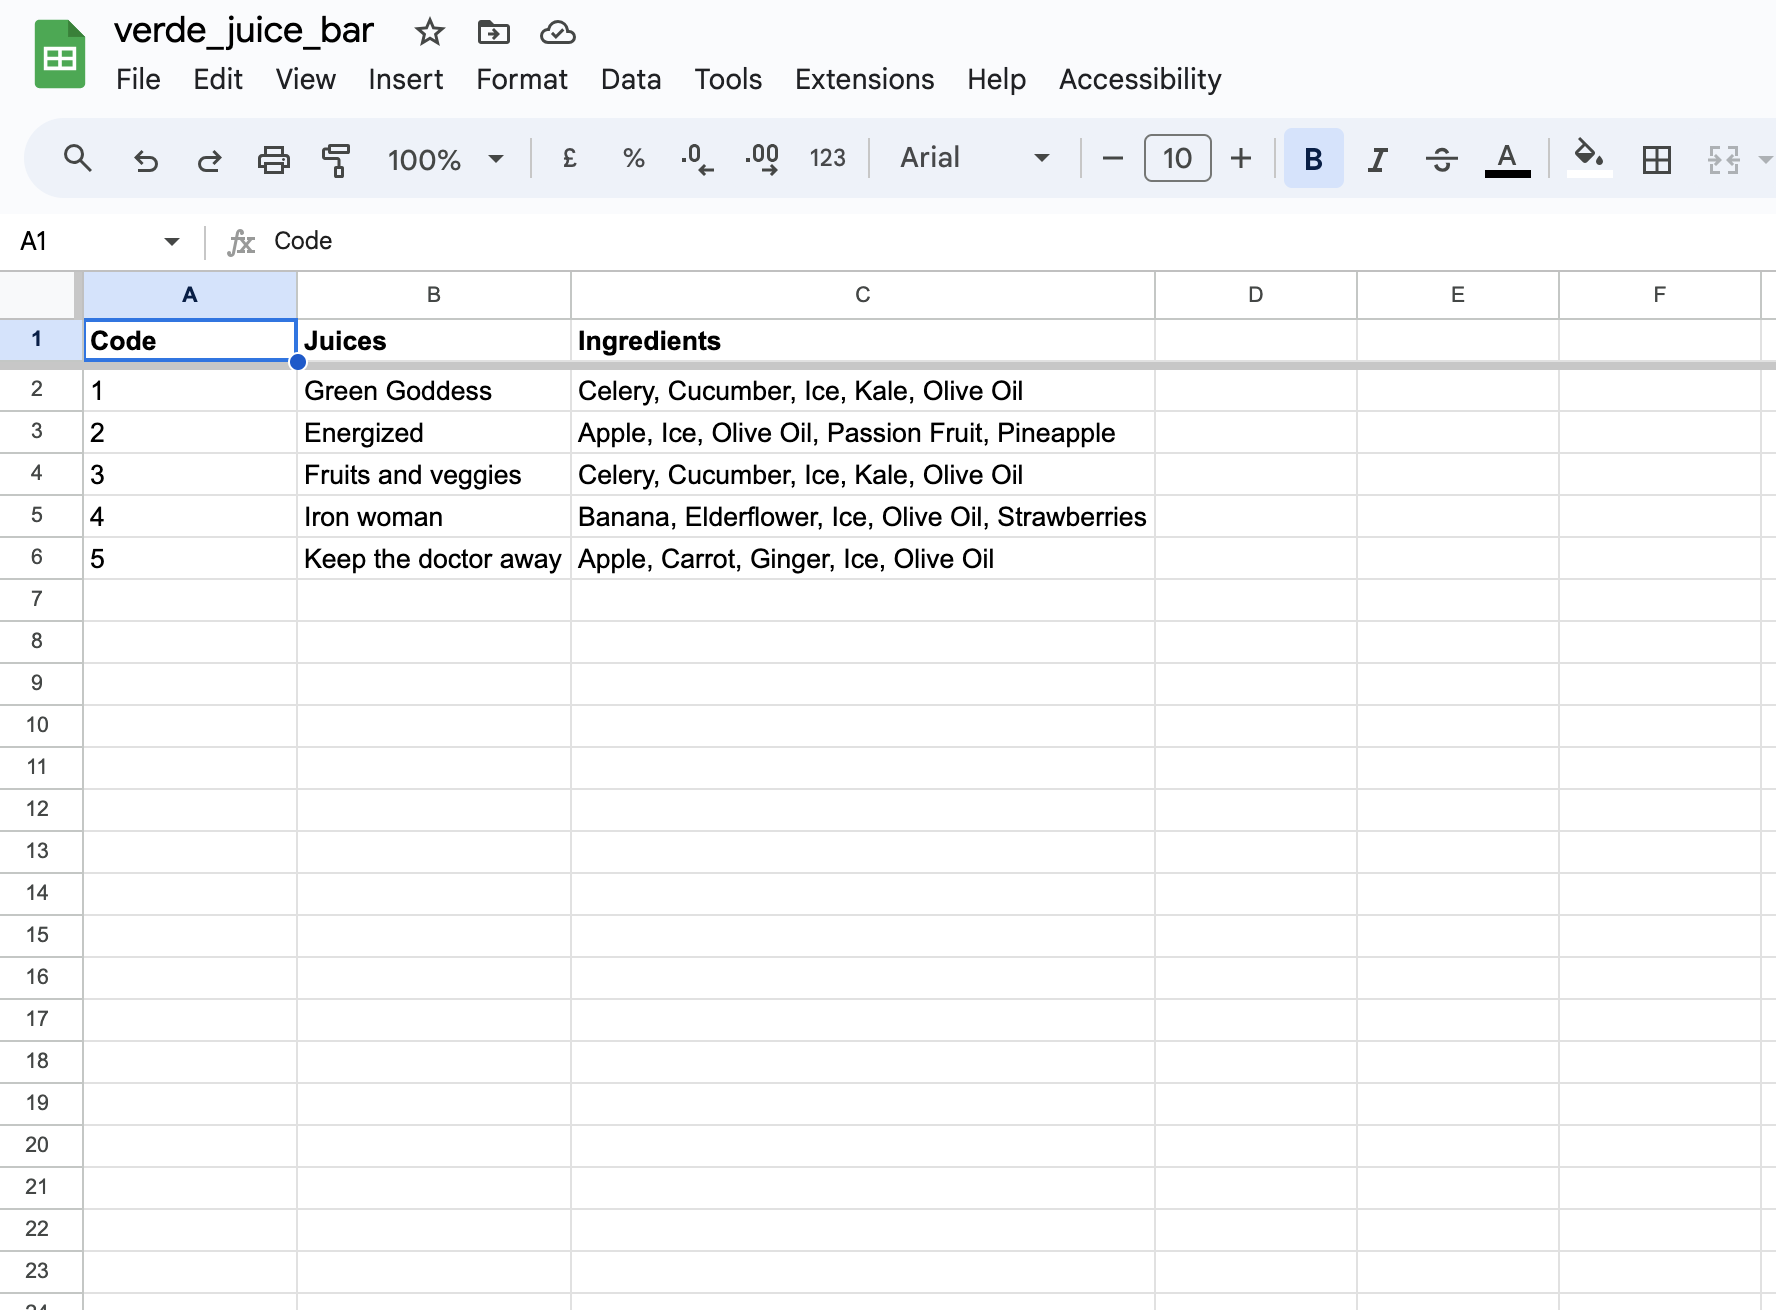 verde_juice_bar
File Edit View Insert Format Data Tools Extensions Help Accessibility
100% £ % .0 .00 123 Arial 10 B I S A
A1 fx Code
A B C D E F
1 Code Juices Ingredients
2 1 Green Goddess Celery, Cucumber, Ice, Kale, Olive Oil
3 2 Energized Apple, Ice, Olive Oil, Passion Fruit, Pineapple
4 3 Fruits and veggies Celery, Cucumber, Ice, Kale, Olive Oil
5 4 Iron woman Banana, Elderflower, Ice, Olive Oil, Strawberries
6 5 Keep the doctor away Apple, Carrot, Ginger, Ice, Olive Oil
7
8
9
10
11
12
13
14
15
16
17
18
19
20
21
22
23